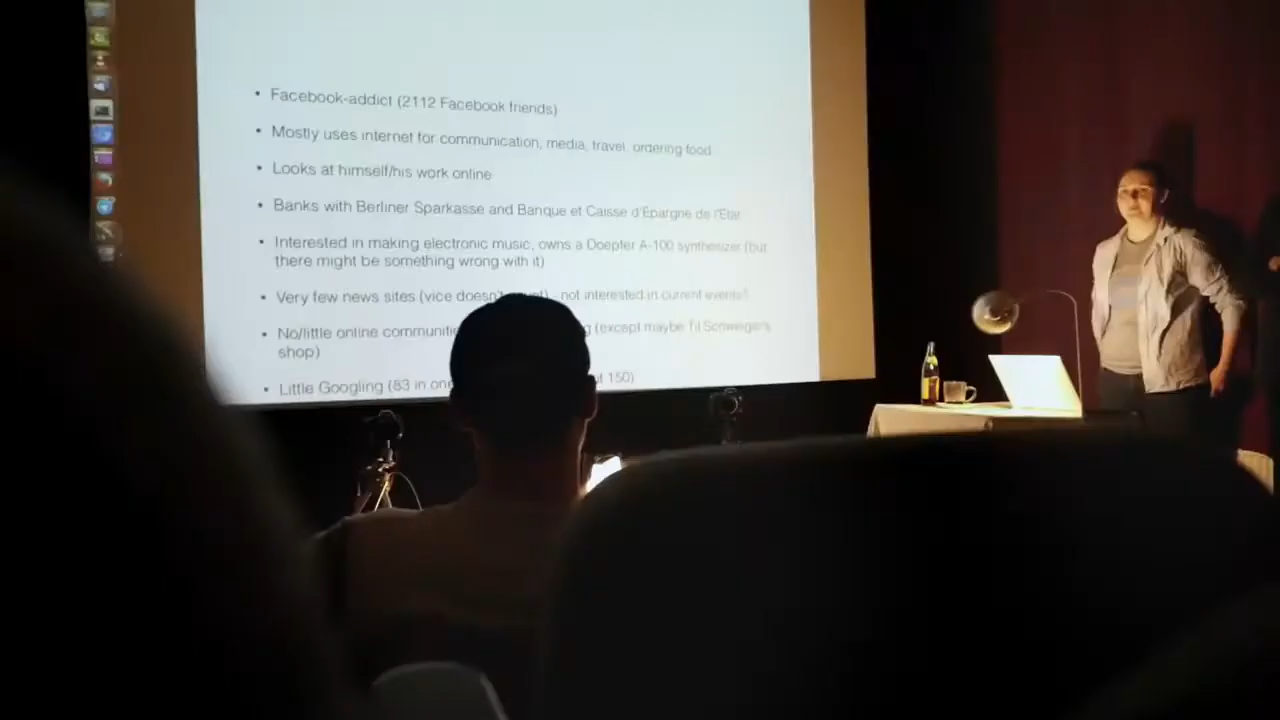 • Facebook-addict (2112 Facebook friends)
• Mostly uses internet for communication, media, travel, ordering food
• Looks at himself/his work online
• Banks with Berliner Sparkasse and Banque et Caisse d'Epargne de l'Etat
• Interested in making electronic music, owns a Doepfer A-100 synthesizer (but
there might be something wrong with it)
• Very few news sites (vice doesn't - not interested in current events?
• No/little online (except maybe Til Schweiger's
shop)
• Little Googling (83 in 150)